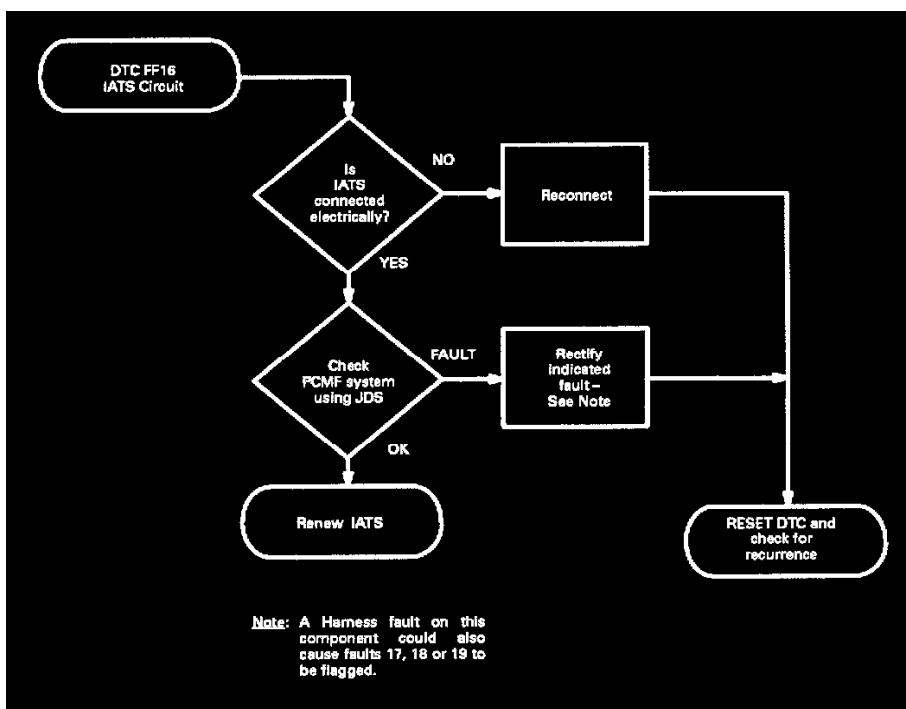 DTC FF16
IATS Circuit
Is
IATS
connected
electrically?
NO
Reconnect
YES
Check
PCMF system
using JDS
FAULT
Rectify
indicated
fault–
See Note
OK
Renew IATS
RESET DTC and
check for
recurrence
Note: A Harness fault on this
component could also
cause faults 17, 18 or 19 to
be flagged.